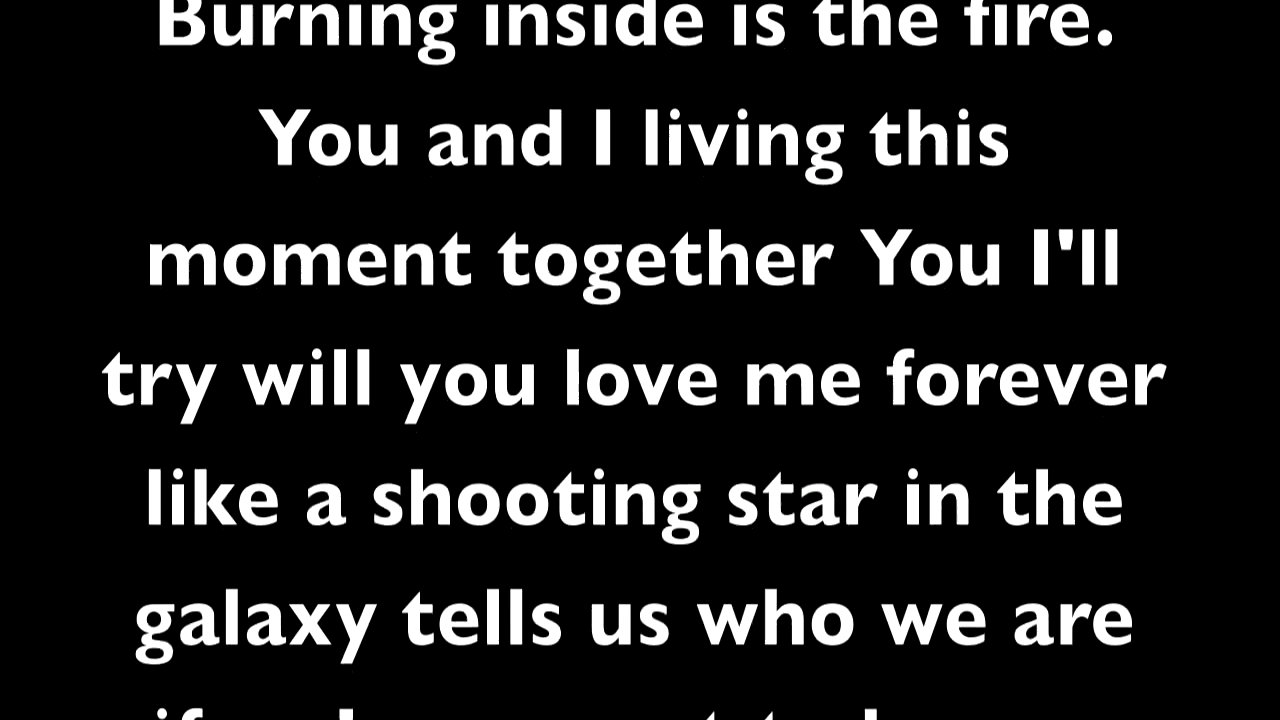 Burning inside is the fire.
You and I living this
moment together You I'll
try will you love me forever
like a shooting star in the
galaxy tells us who we are